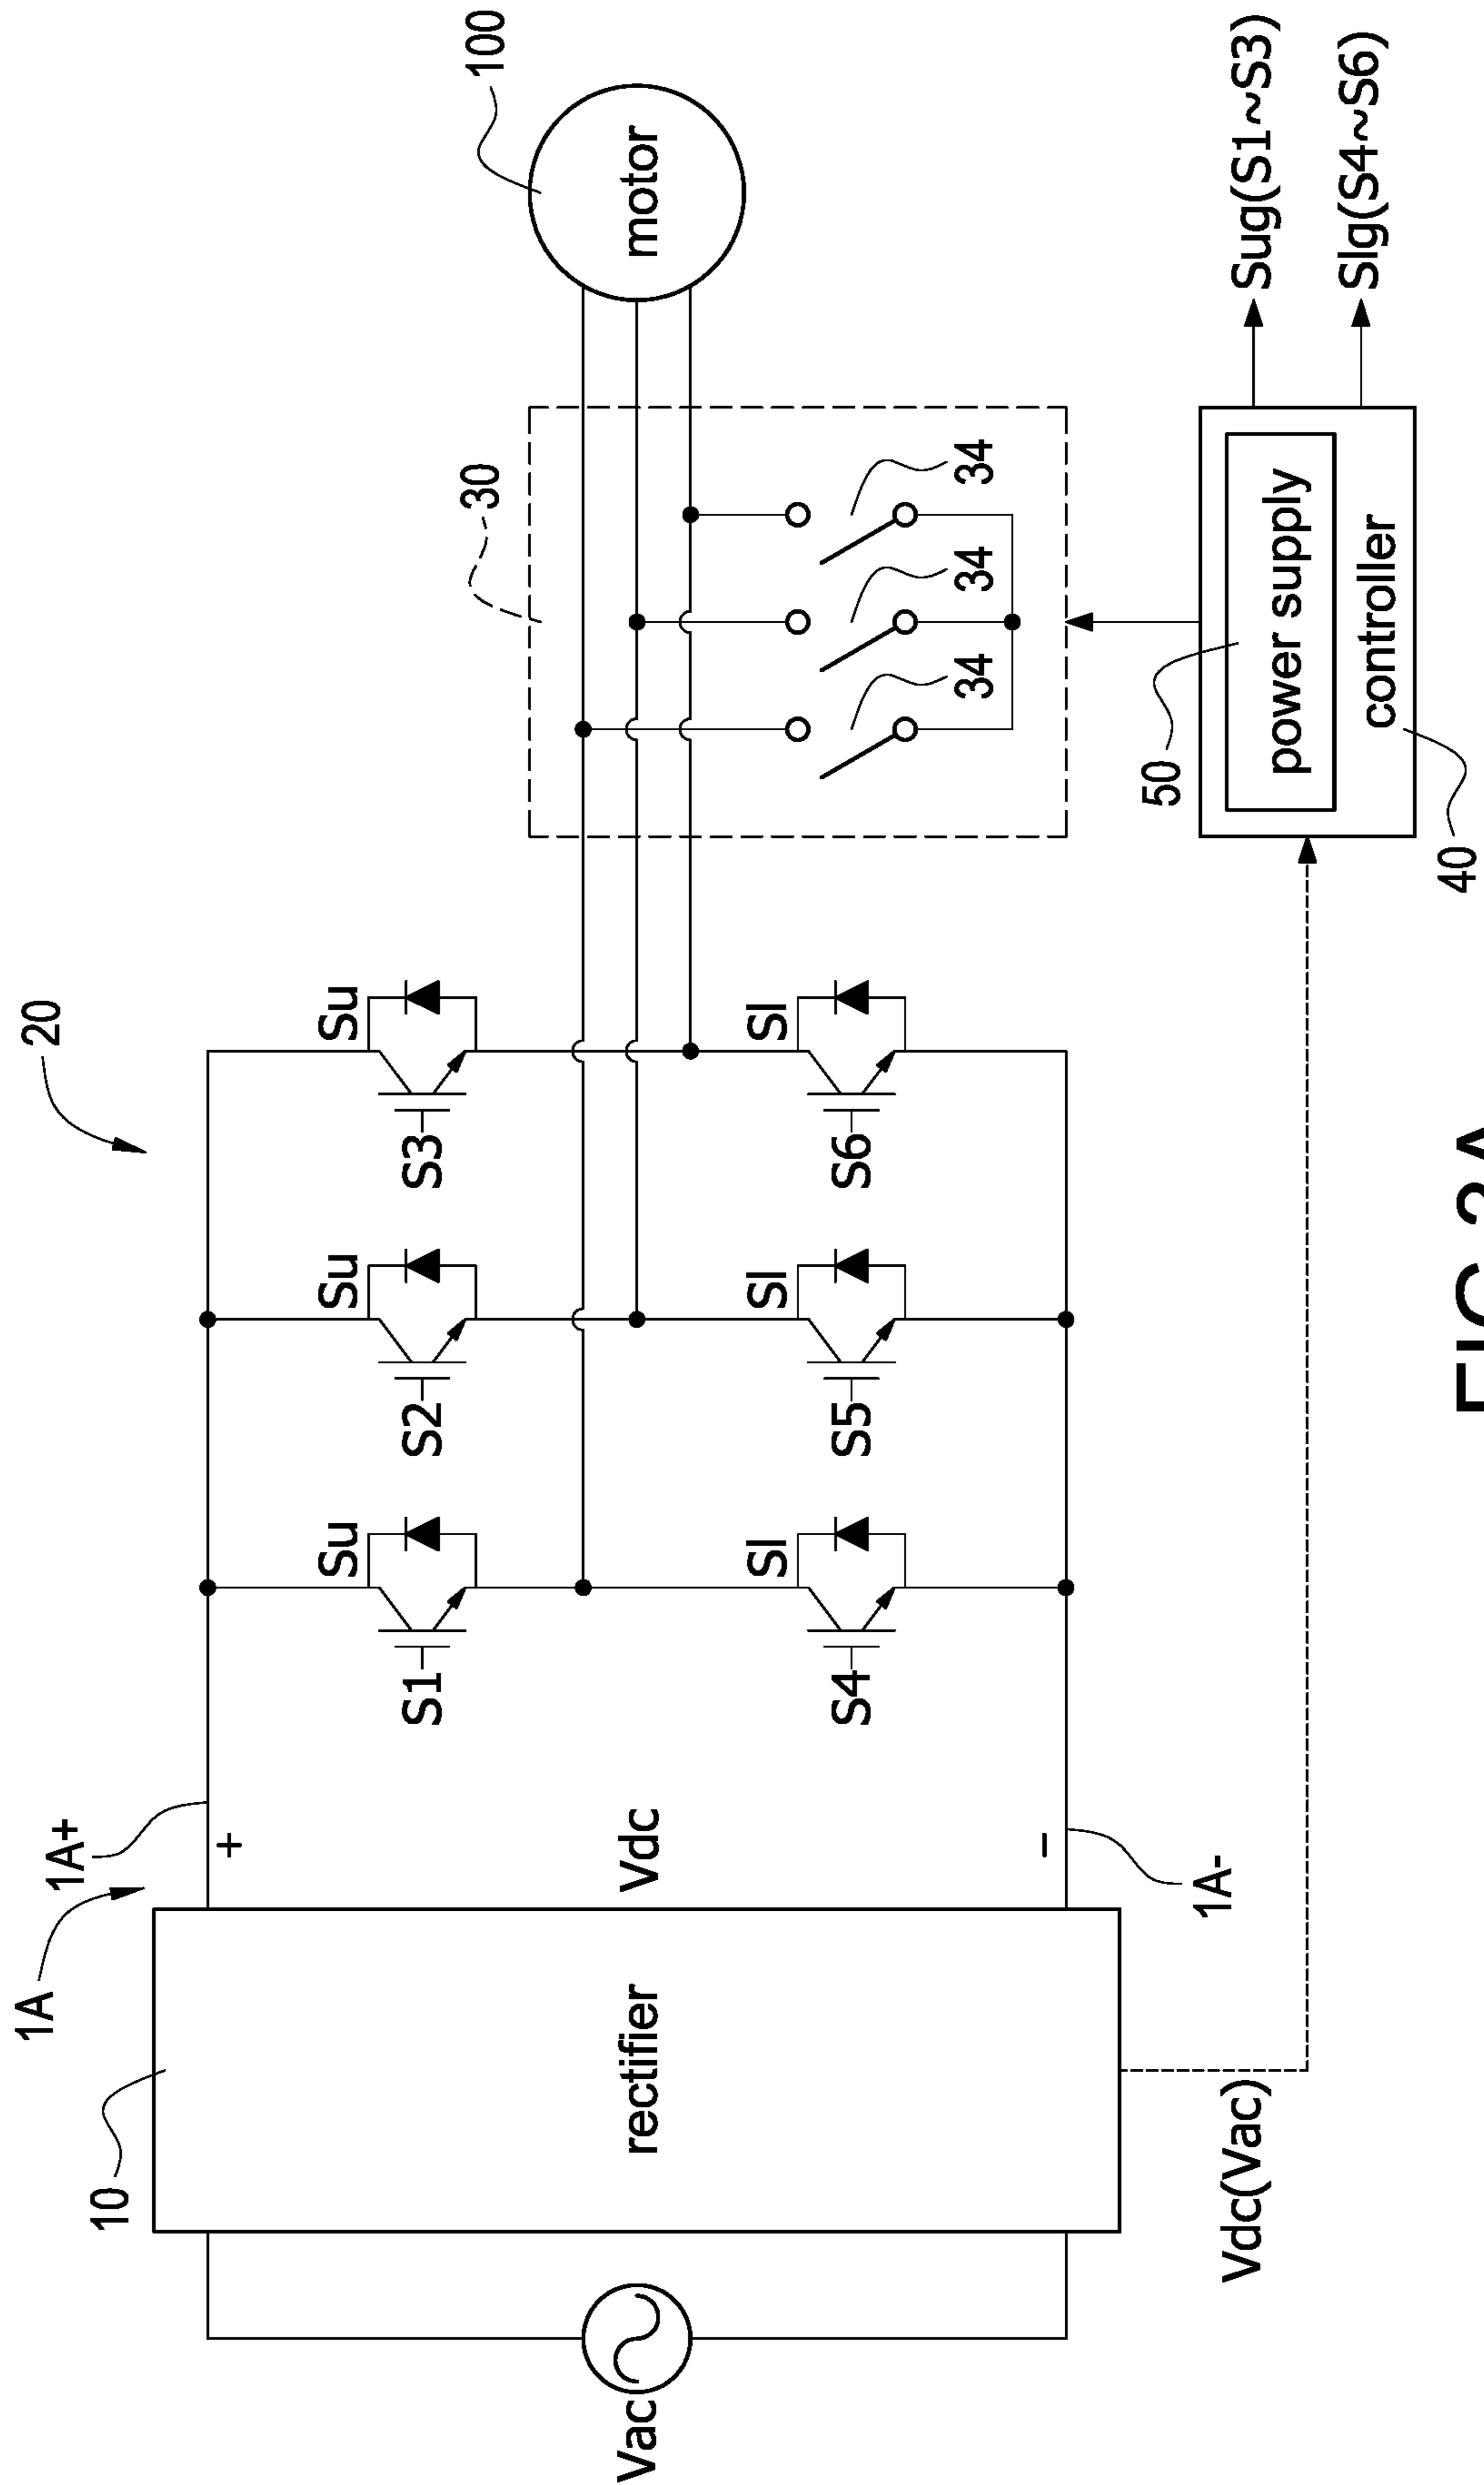 1A
1A+
20
10
Su
Su
Su
S1
S2
S3
30
100
Vac
rectifier
Vdc
+
−
motor
Sl
Sl
Sl
S4
S5
S6
34
34
34
1A-
50
Vdc(Vac)
power supply
controller
40
Sug(S1~S3)
Slg(S4~S6)